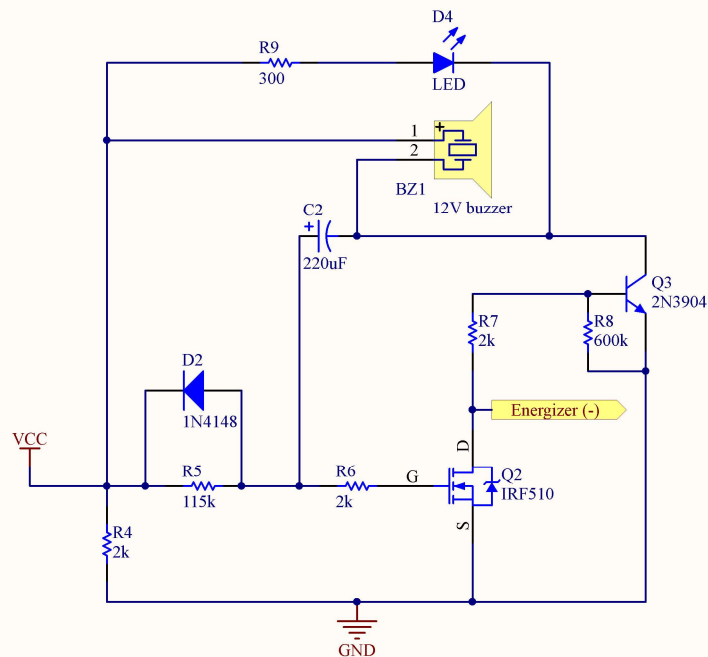 D4
R9
300
LED
+
1
2
BZ1
12V buzzer
C2
+
220uF
Q3
2N3904
R7
2k
R8
600k
D2
1N4148
Energizer (-)
VCC
D
R5
115k
R6
2k
G
Q2
IRF510
S
R4
2k
GND